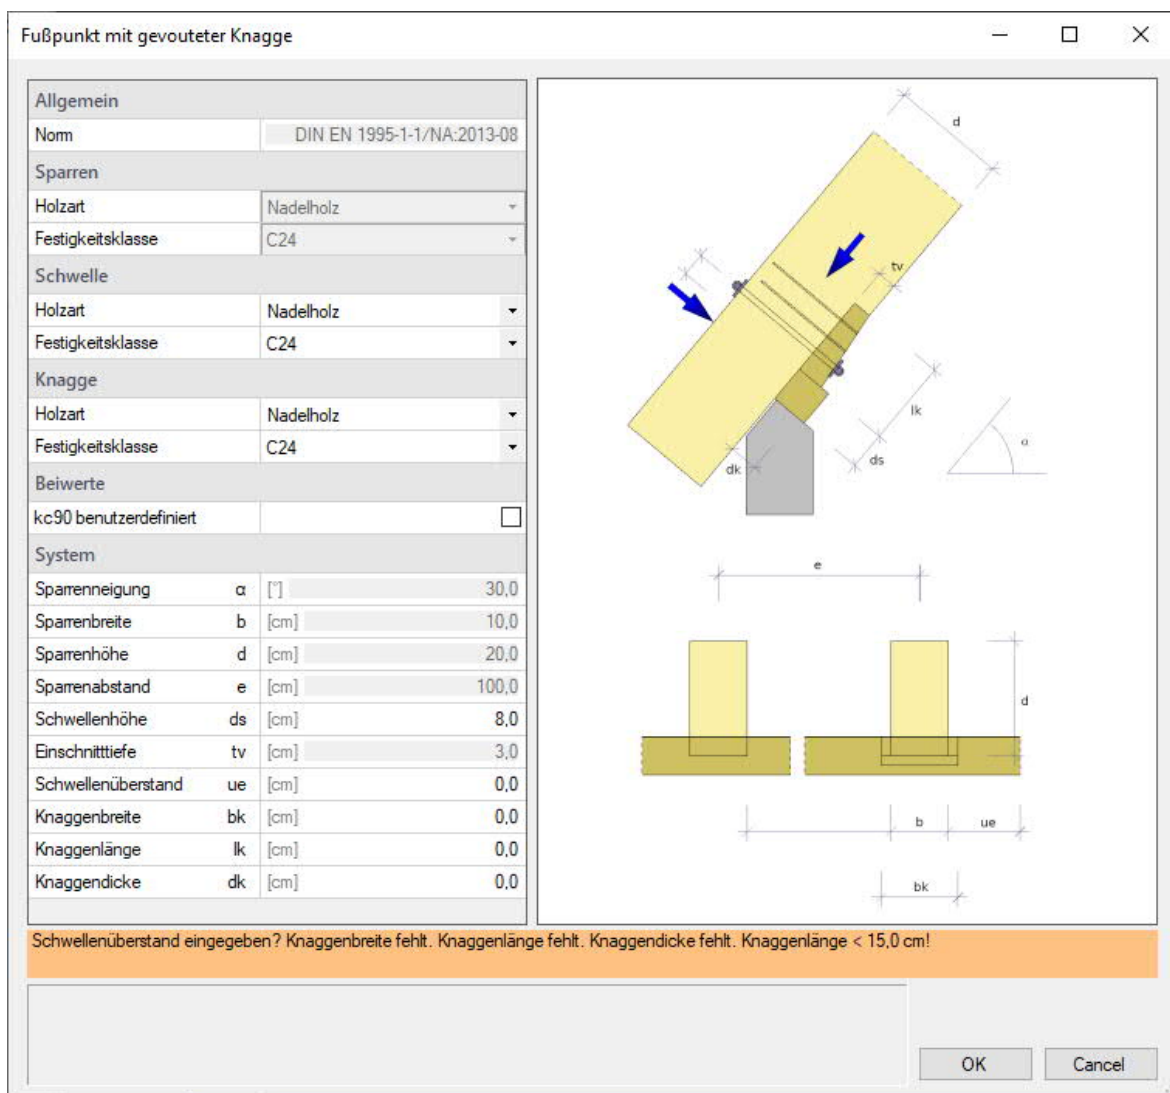 Fußpunkt mit gevouteter Knagge
Allgemein
Norm DIN EN 1995-1-1/NA:2013-08
Sparren
Holzart Nadelholz
Festigkeitsklasse C24
Schwelle
Holzart Nadelholz
Festigkeitsklasse C24
Knagge
Holzart Nadelholz
Festigkeitsklasse C24
Beiwerte
kc90 benutzerdefiniert
System
Sparrenneigung α [°] 30,0
Sparrenbreite b [cm] 10,0
Sparrenhöhe d [cm] 20,0
Sparrenabstand e [cm] 100,0
Schwellenhöhe ds [cm] 8,0
Einschnitttiefe tv [cm] 3,0
Schwellenüberstand ue [cm] 0,0
Knaggenbreite bk [cm] 0,0
Knaggenlänge lk [cm] 0,0
Knaggendicke dk [cm] 0,0
d
tv
lk
α
ds
dk
e
d
b ue
bk
Schwellenüberstand eingegeben? Knaggenbreite fehlt. Knaggenlänge fehlt. Knaggendicke fehlt. Knaggenlänge < 15,0 cm!
OK Cancel